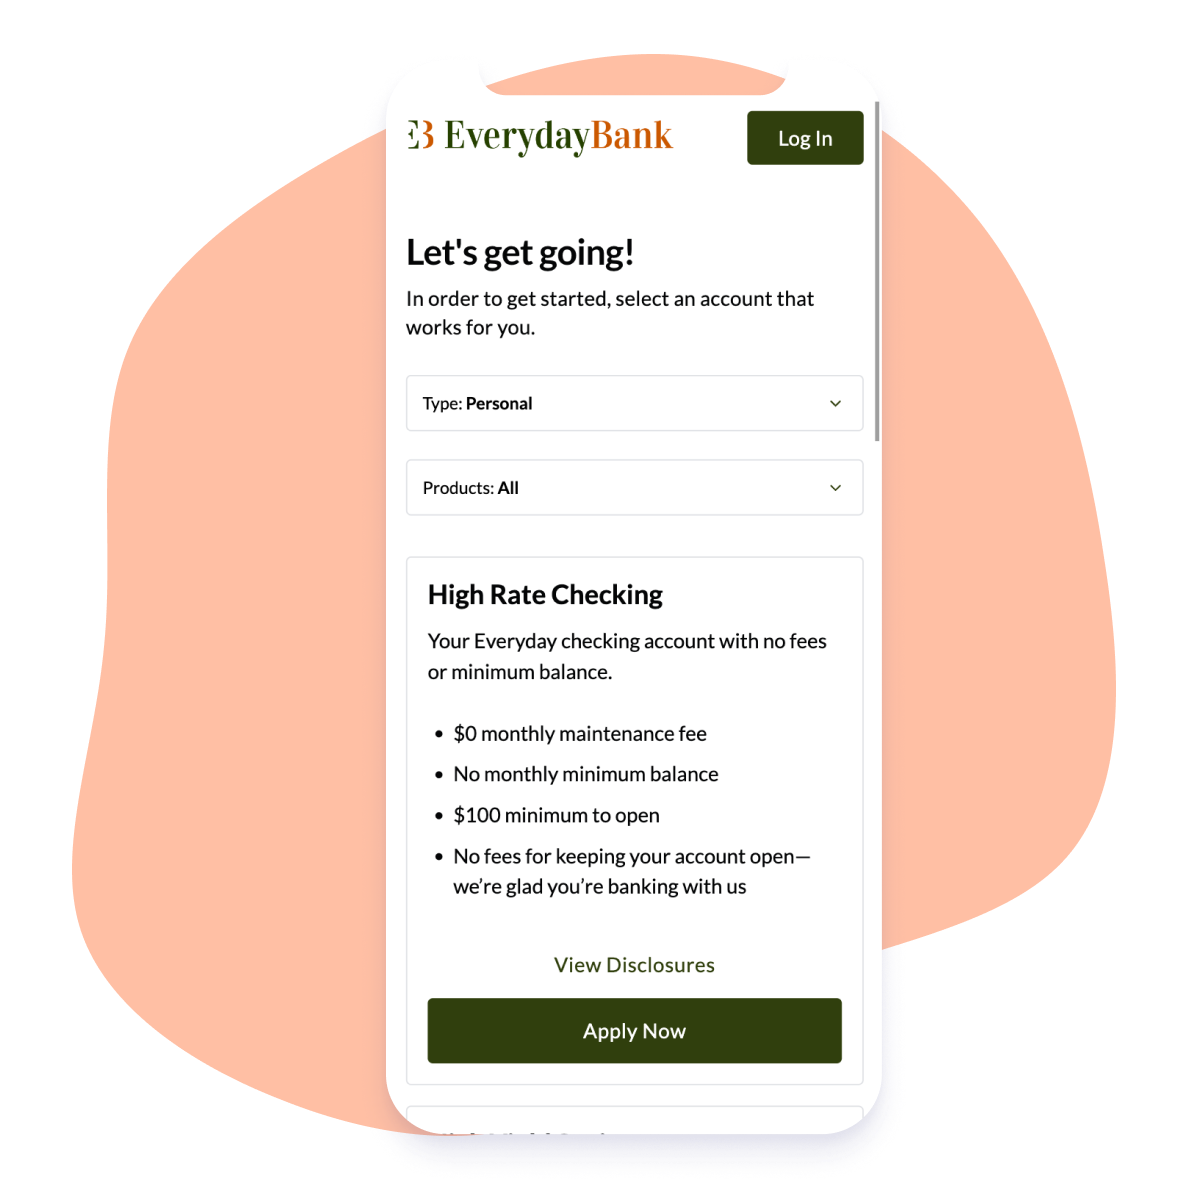 EB EverydayBank
Log In
Let's get going!
In order to get started, select an account that
works for you.
Type: Personal
Products: All
High Rate Checking
Your Everyday checking account with no fees
or minimum balance.
• $0 monthly maintenance fee
• No monthly minimum balance
• $100 minimum to open
• No fees for keeping your account open—
we’re glad you’re banking with us
View Disclosures
Apply Now